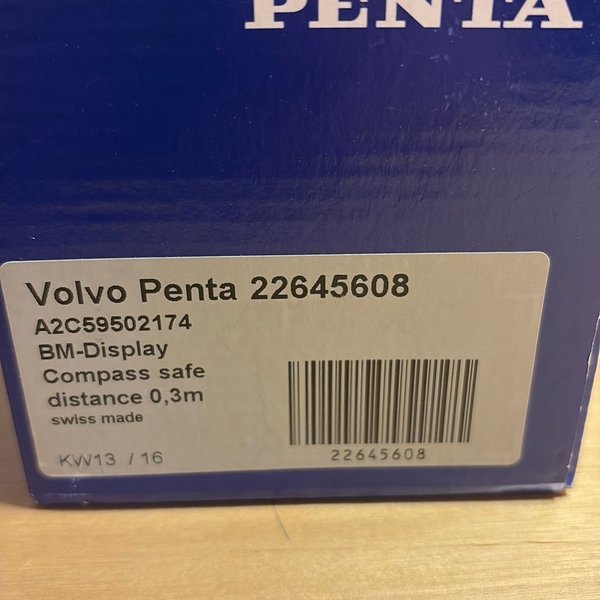 PENTA
Volvo Penta 22645608
A2C59502174
BM-Display
Compass safe
distance 0,3m
swiss made
KW13 / 16
22645608